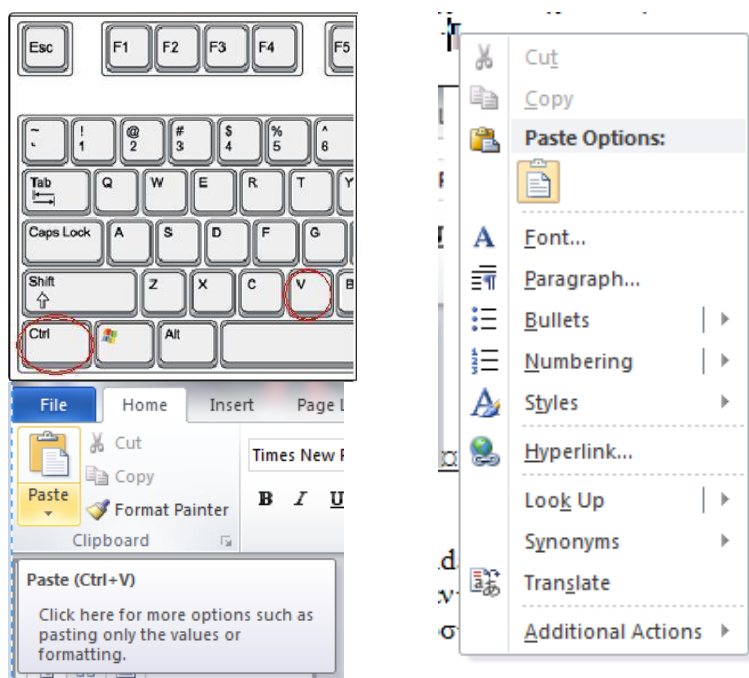 Esc F1 F2 F3 F4 F5
~ ! @ # $ % ^
` 1 2 3 4 5 6
Tab Q W E R T Y
Caps Lock A S D F G
Shift Z X C V B
Ctrl Alt
File Home Insert Page
Cut
Copy
Paste
Format Painter
Times New
B I U
Clipboard
Paste (Ctrl+V)
Click here for more options such as
pasting only the values or
formatting.
Cut
Copy
Paste Options:
Font...
Paragraph...
Bullets
Numbering
Styles
Hyperlink...
Look Up
Synonyms
Translate
Additional Actions